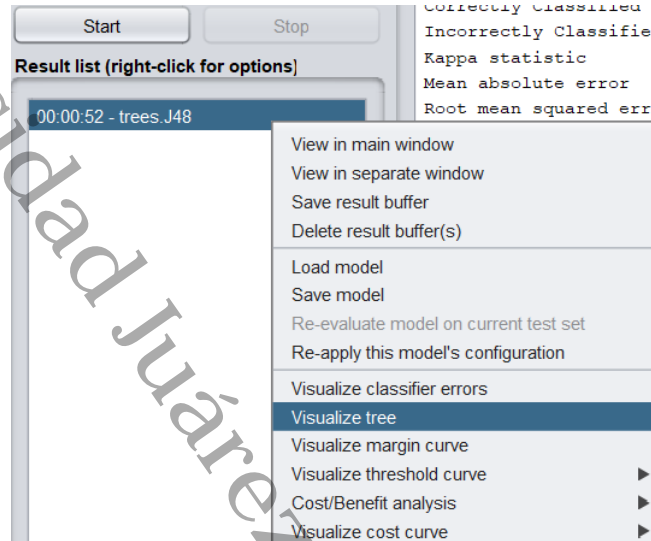 Start
Stop
Result list (right-click for options)
00:00:52 - trees.J48
Correctly Classified
Incorrectly Classifie
Kappa statistic
Mean absolute error
Root mean squared err
View in main window
View in separate window
Save result buffer
Delete result buffer(s)
Load model
Save model
Re-evaluate model on current test set
Re-apply this model's configuration
Visualize classifier errors
Visualize tree
Visualize margin curve
Visualize threshold curve
Cost/Benefit analysis
Visualize cost curve
idad Juárez